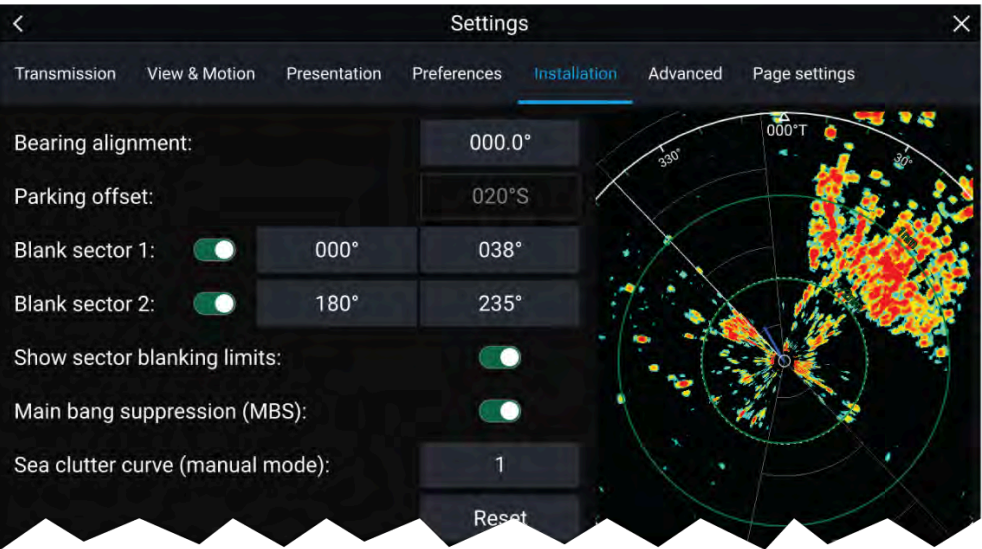 Settings
Transmission View & Motion Presentation Preferences Installation Advanced Page settings
Bearing alignment: 000.0°
Parking offset: 020°S
Blank sector 1: 000° 038°
Blank sector 2: 180° 235°
Show sector blanking limits:
Main bang suppression (MBS):
Sea clutter curve (manual mode): 1
Reset
000°T
330° 30°